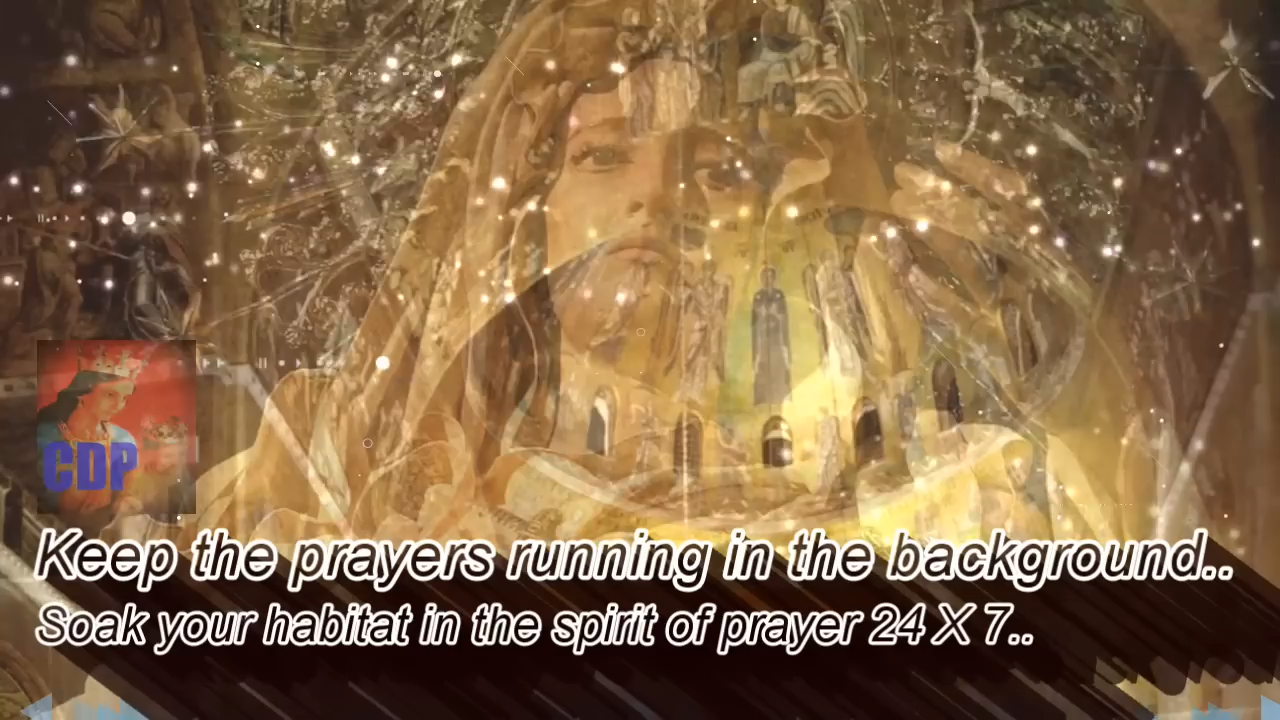 CDP
Keep the prayers running in the background..
Soak your habitat in the spirit of prayer 24 X 7..